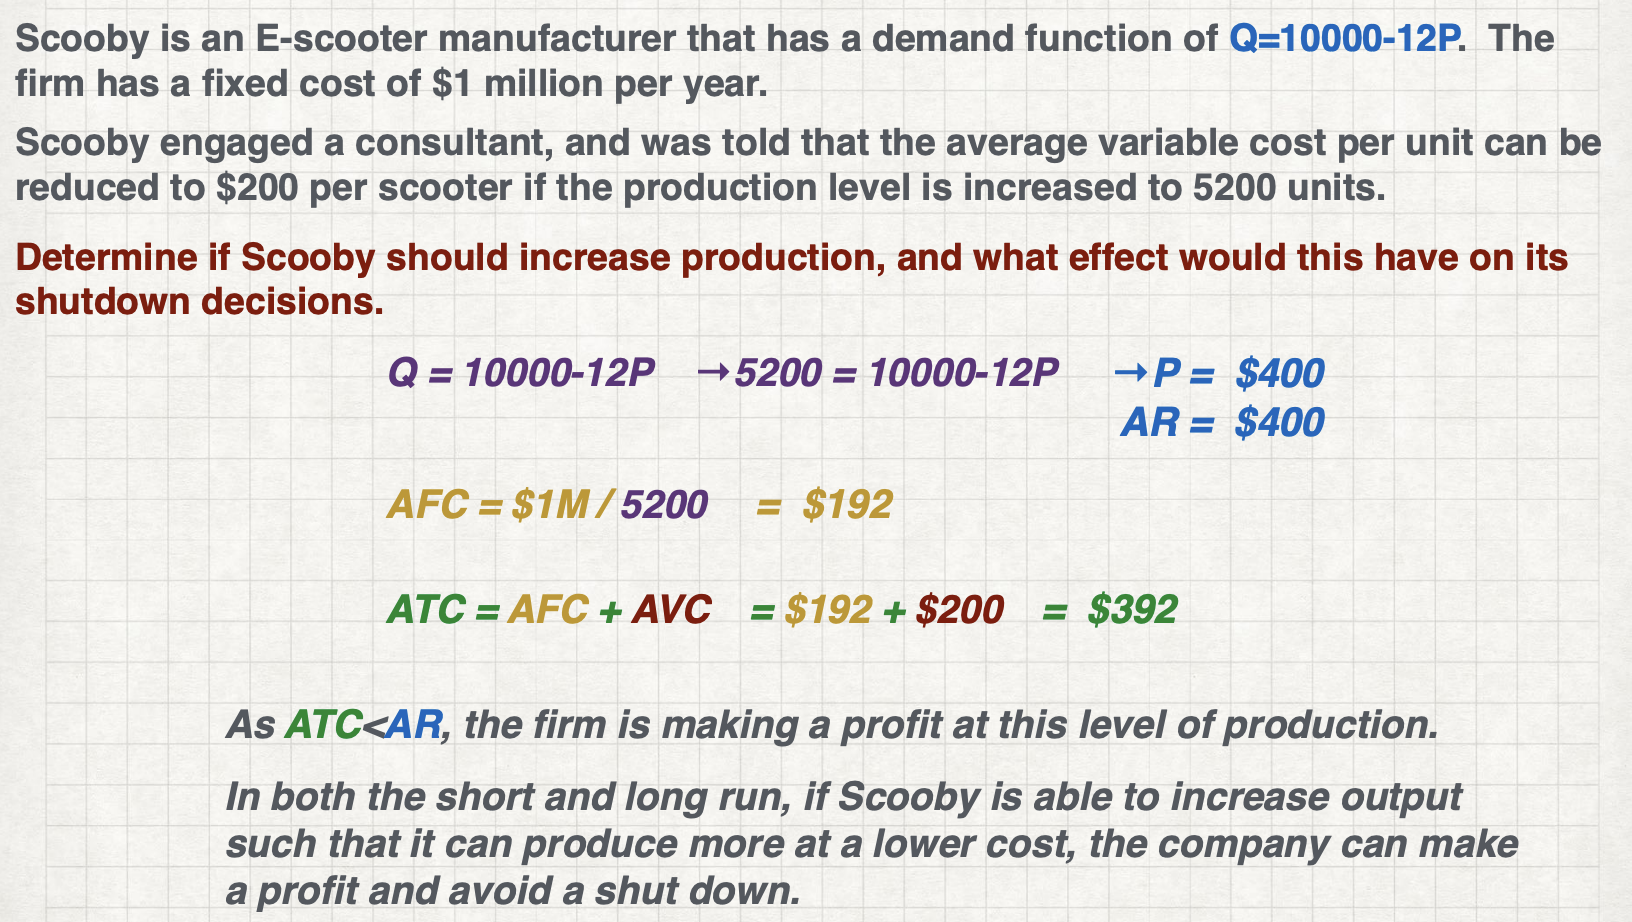 Scooby is an E-scooter manufacturer that has a demand function of Q=10000-12P.  The
firm has a fixed cost of $1 million per year.
Scooby engaged a consultant, and was told that the average variable cost per unit can be
reduced to $200 per scooter if the production level is increased to 5200 units.
Determine if Scooby should increase production, and what effect would this have on its
shutdown decisions.
Q = 10000-12P →5200 = 10000-12P →P = $400
AR = $400
AFC = $1M / 5200 = $192
ATC = AFC + AVC = $192 + $200 = $392
As ATC<AR, the firm is making a profit at this level of production.
In both the short and long run, if Scooby is able to increase output
such that it can produce more at a lower cost, the company can make
a profit and avoid a shut down.